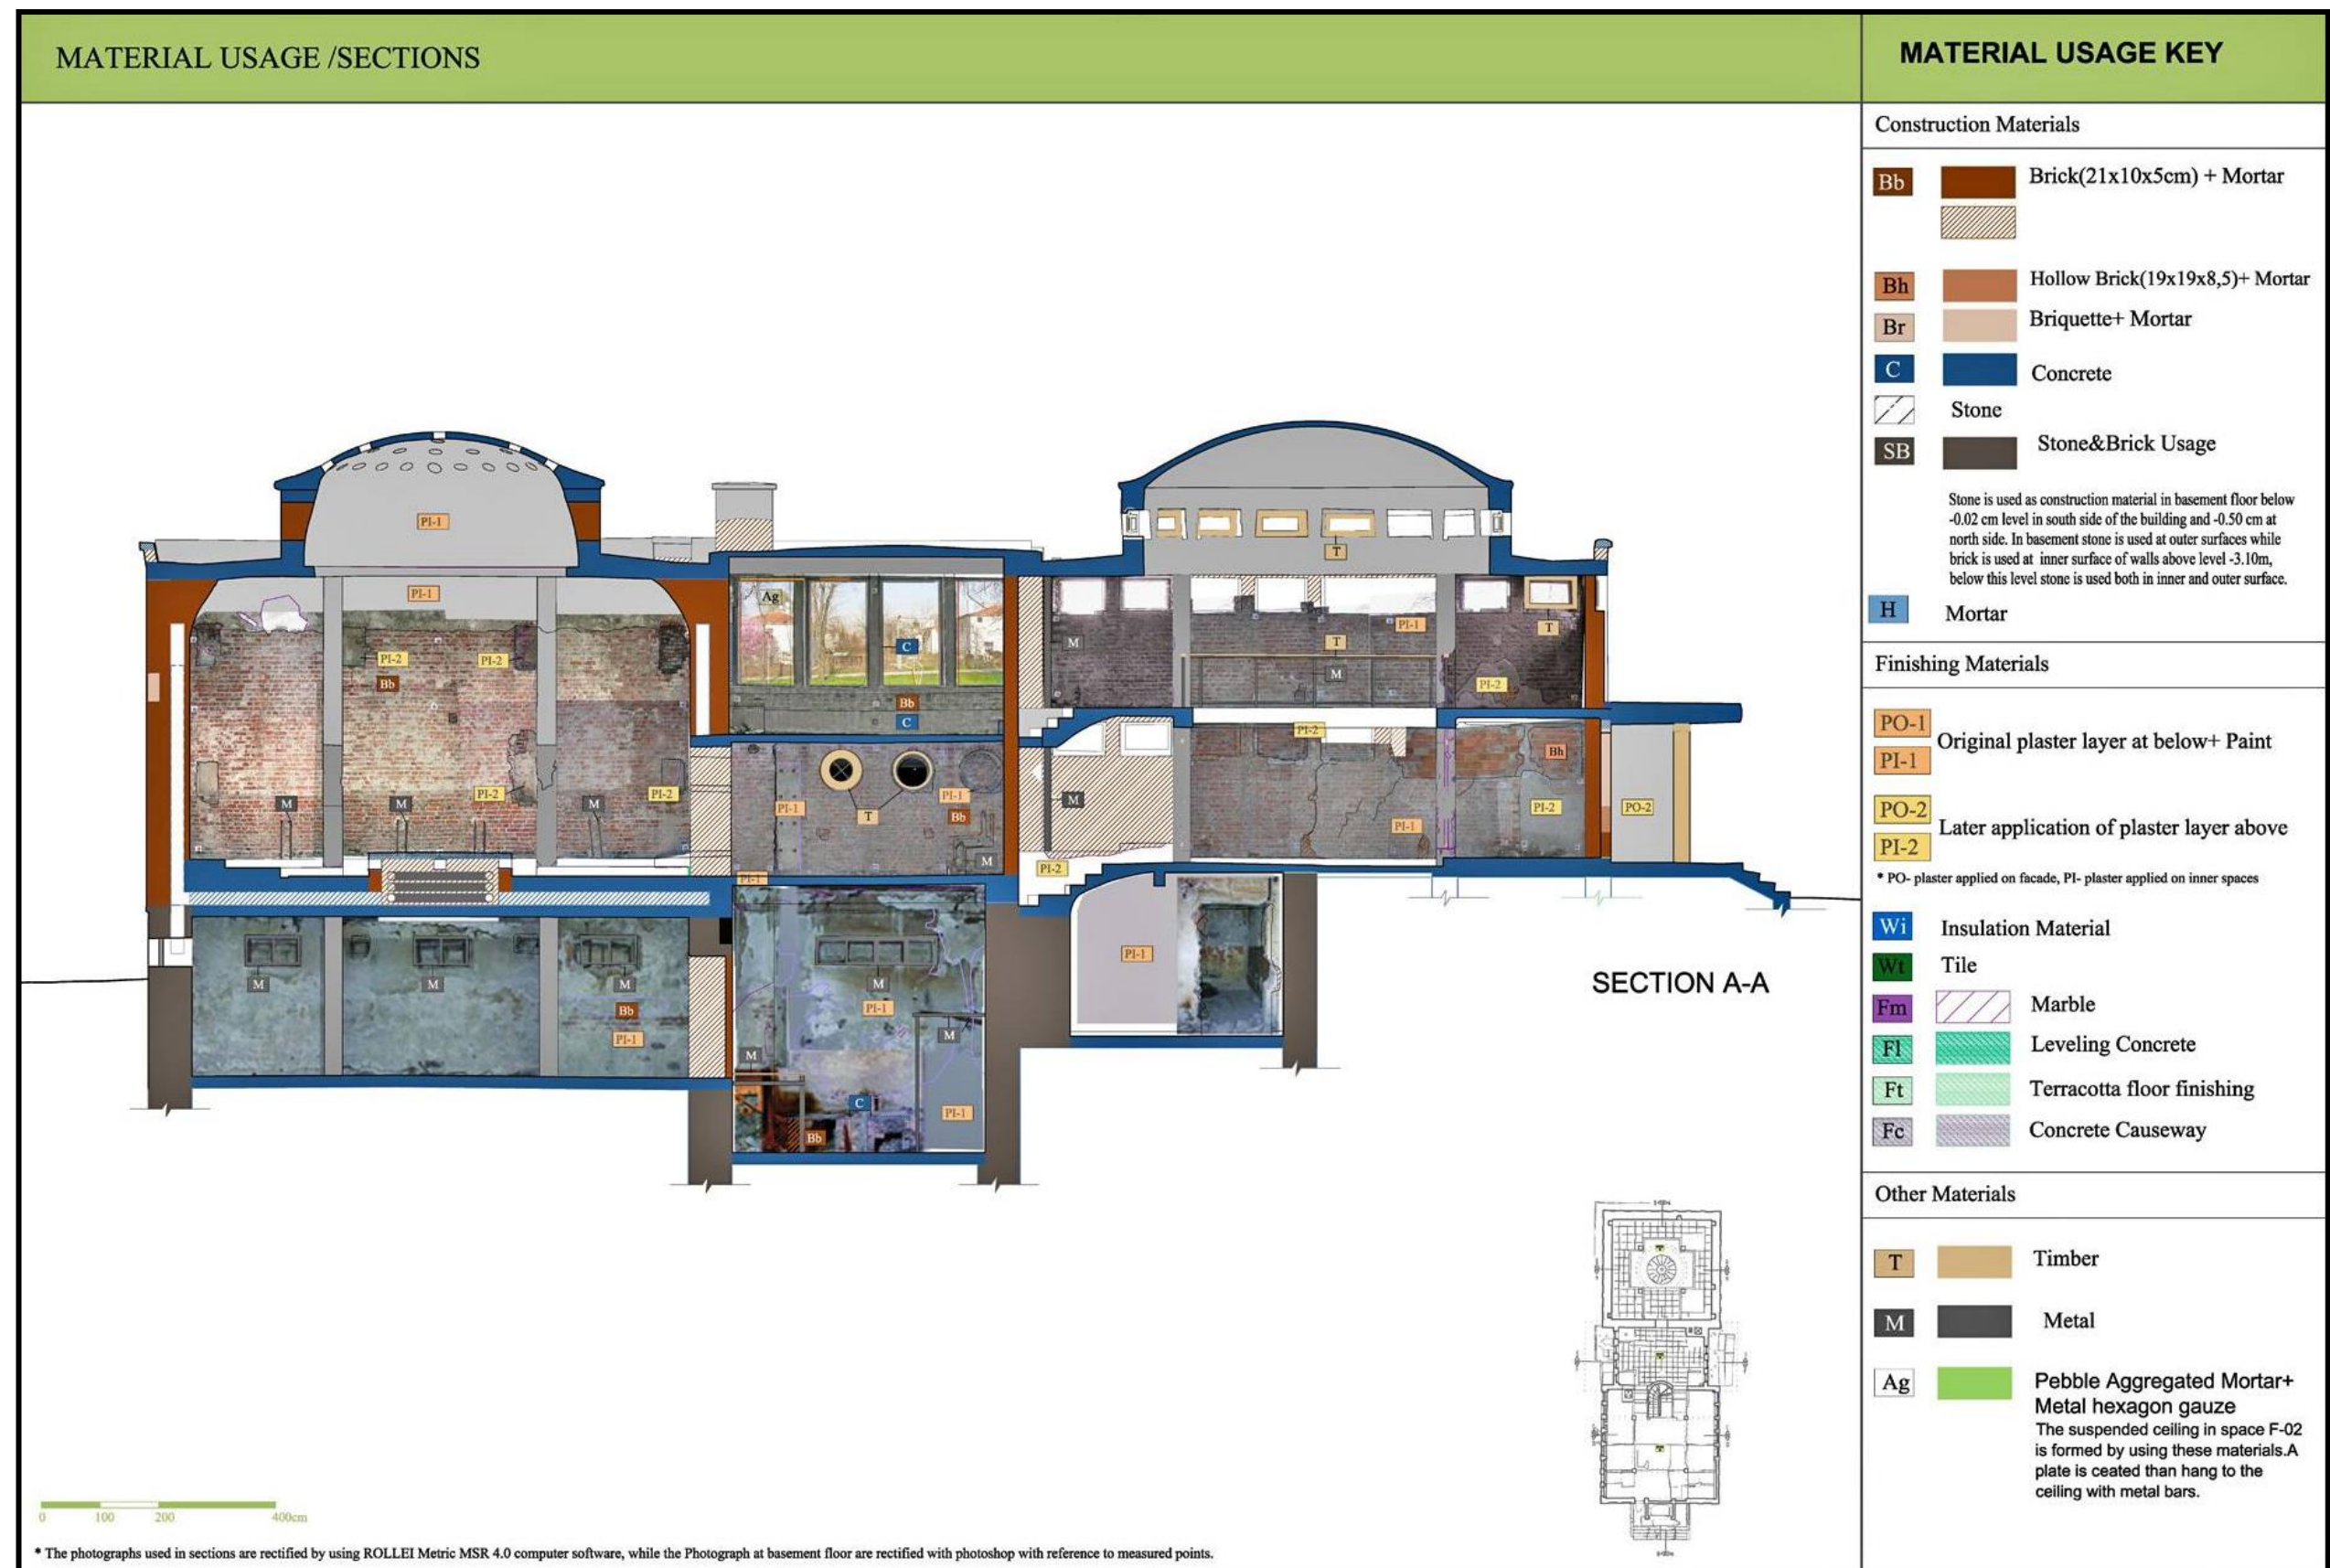 MATERIAL USAGE /SECTIONS
MATERIAL USAGE KEY
Construction Materials
Bb Brick(21x10x5cm) + Mortar
Bh Hollow Brick(19x19x8,5)+ Mortar
Br Briquette+ Mortar
C Concrete
Stone
SB Stone&Brick Usage
Stone is used as construction material in basement floor below
-0.02 cm level in south side of the building and -0.50 cm at
north side. In basement stone is used at outer surfaces while
brick is used at inner surface of walls above level -3.10m,
below this level stone is used both in inner and outer surface.
H Mortar
Finishing Materials
PO-1
PI-1
Original plaster layer at below+ Paint
PO-2
PI-2
Later application of plaster layer above
* PO- plaster applied on facade, PI- plaster applied on inner spaces
Wi Insulation Material
Wt Tile
Fm Marble
Fl Leveling Concrete
Ft Terracotta floor finishing
Fc Concrete Causeway
Other Materials
T Timber
M Metal
Ag Pebble Aggregated Mortar+
Metal hexagon gauze
The suspended ceiling in space F-02
is formed by using these materials.A
plate is ceated than hang to the
ceiling with metal bars.
PI-1
T
PI-1
Ag
C
M
T
PI-1
T
PI-2
PI-2
Bb
M
PI-2
Bb
C
PI-2
Bh
M
M
M
PI-2
PI-2
PI-1
T
PI-1
Bb
M
M
PI-1
PI-2
PO-2
PI-1
PI-2
M
M
M
Bb
PI-1
M
PI-1
M
M
C
Bb
PI-1
PI-1
SECTION A-A
0 100 200 400cm
* The photographs used in sections are rectified by using ROLLEI Metric MSR 4.0 computer software, while the Photograph at basement floor are rectified with photoshop with reference to measured points.